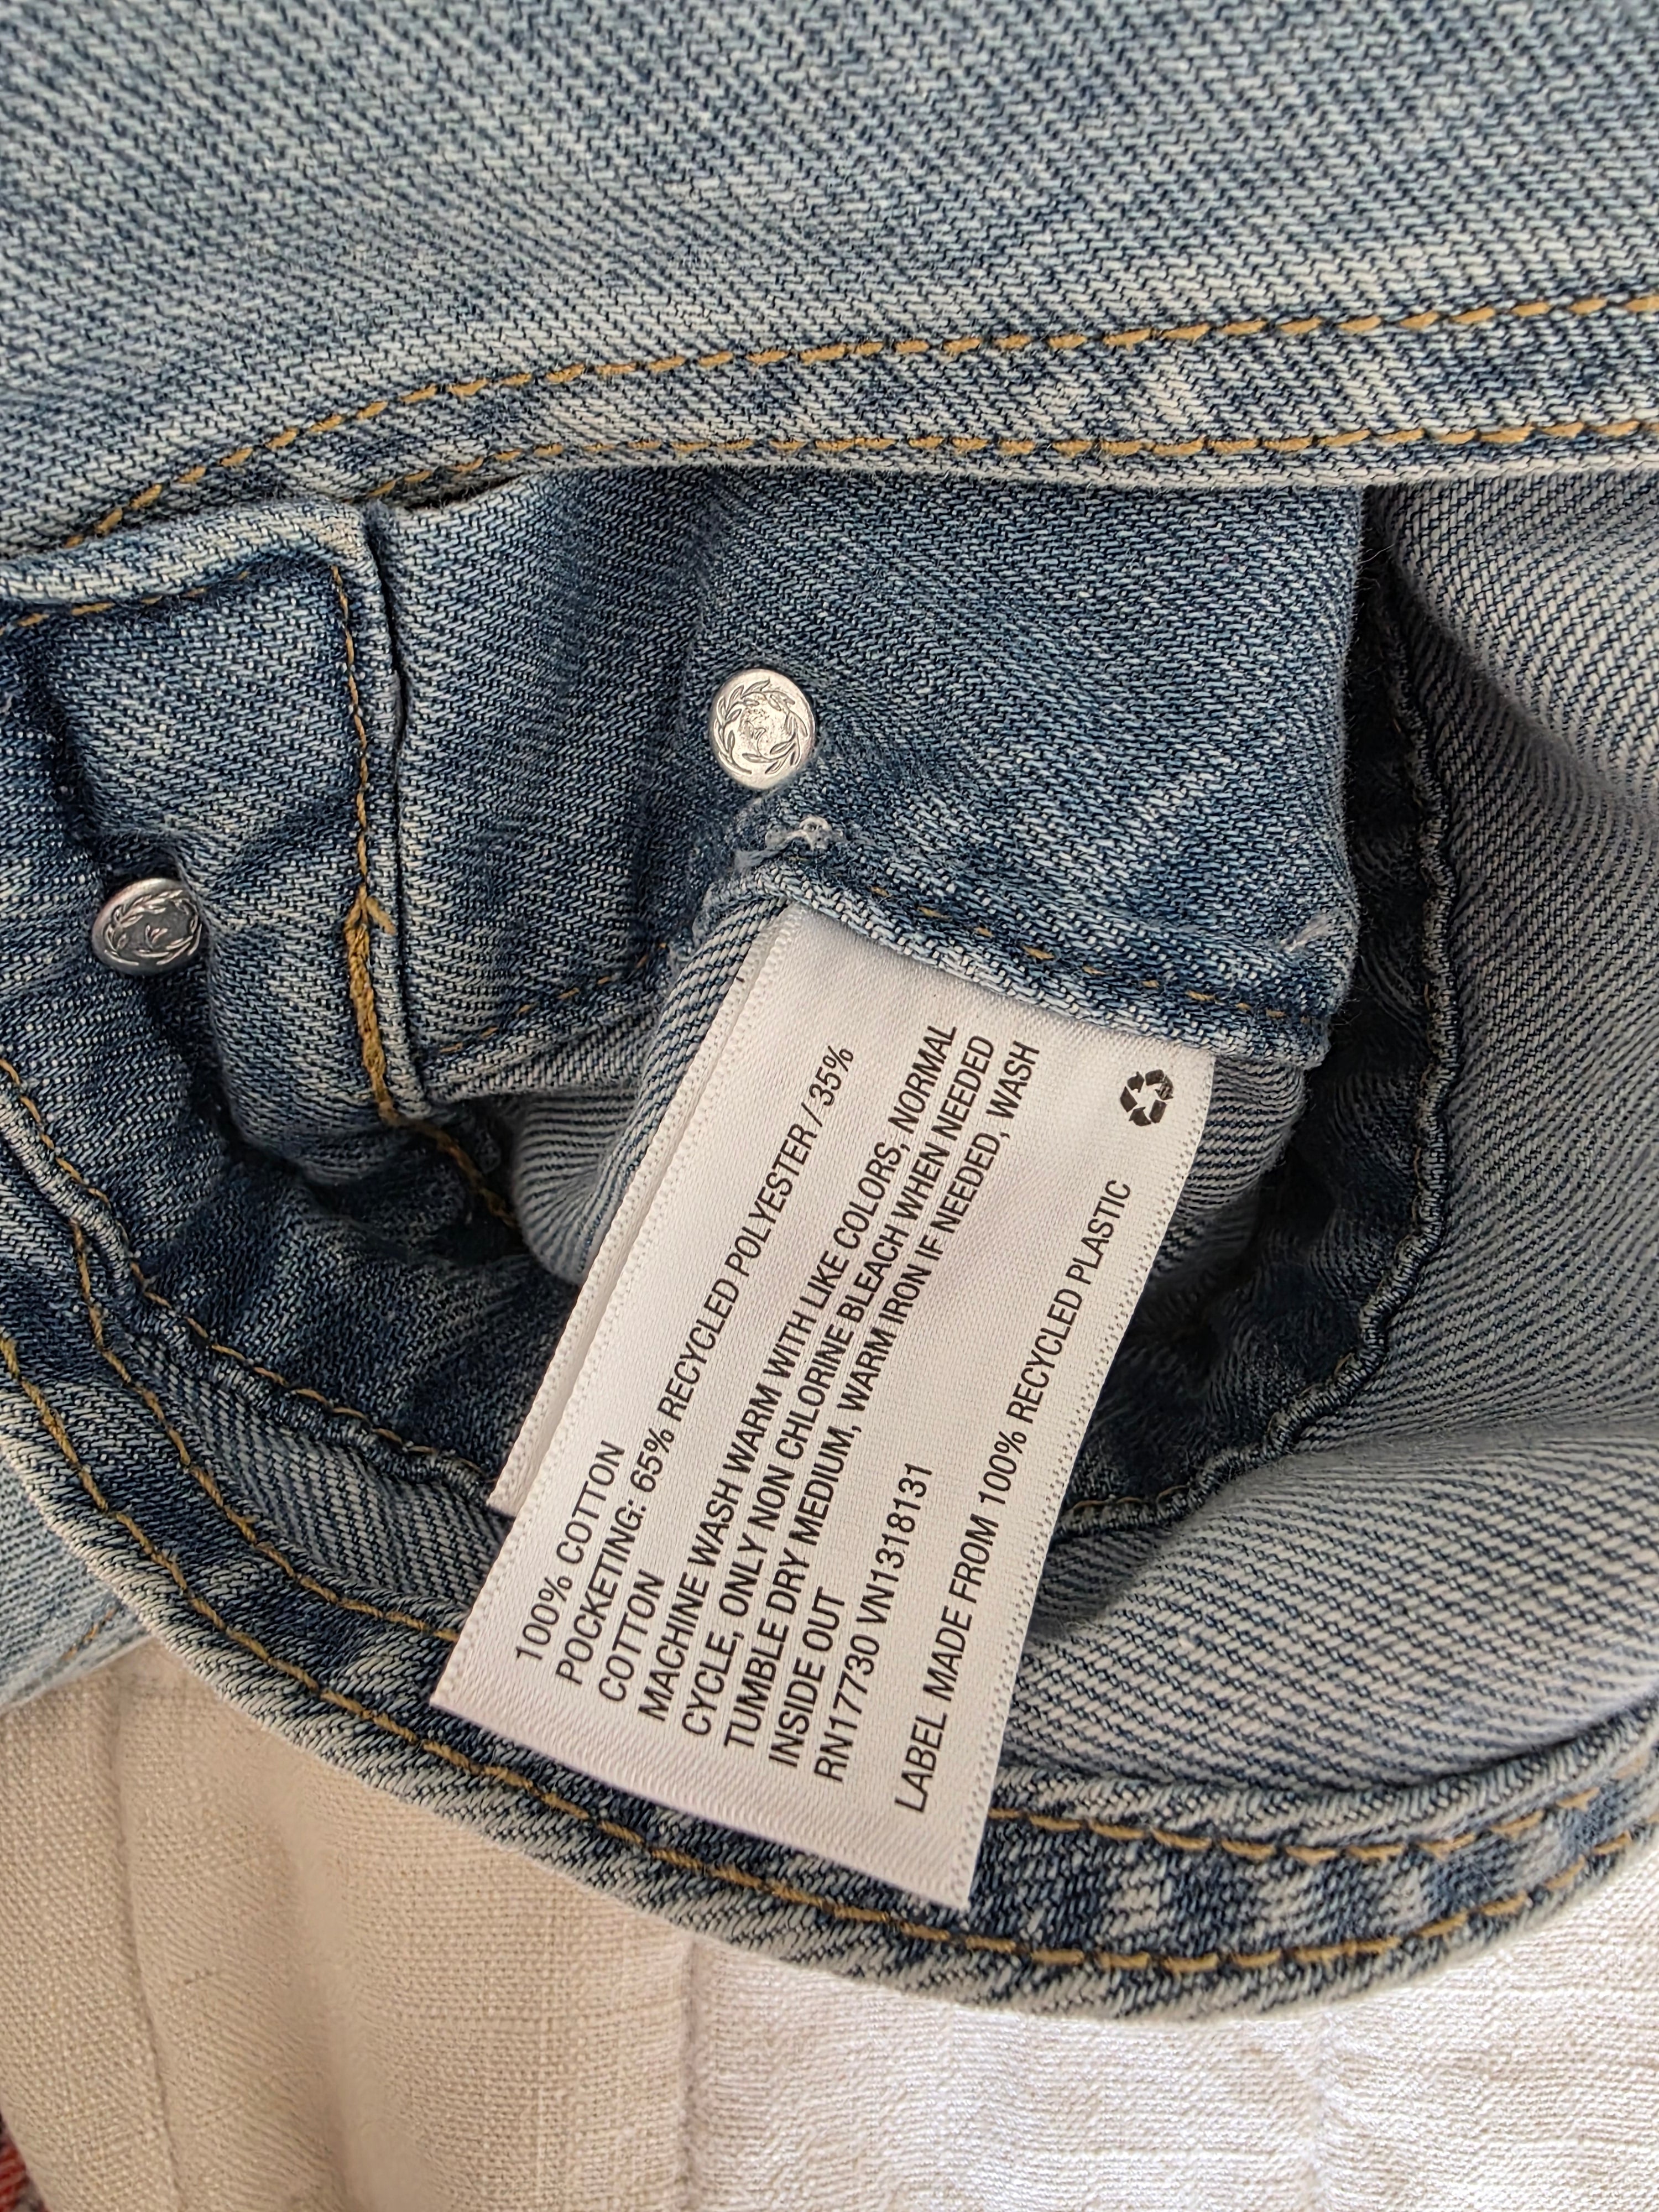 100% COTTON
POCKETING: 65% RECYCLED POLYESTER / 35%
COTTON
MACHINE WASH WARM WITH LIKE COLORS, NORMAL
CYCLE, ONLY NON CHLORINE BLEACH WHEN NEEDED
TUMBLE DRY MEDIUM, WARM IRON IF NEEDED, WASH
INSIDE OUT
RN17730 VN1318131
LABEL MADE FROM 100% RECYCLED PLASTIC